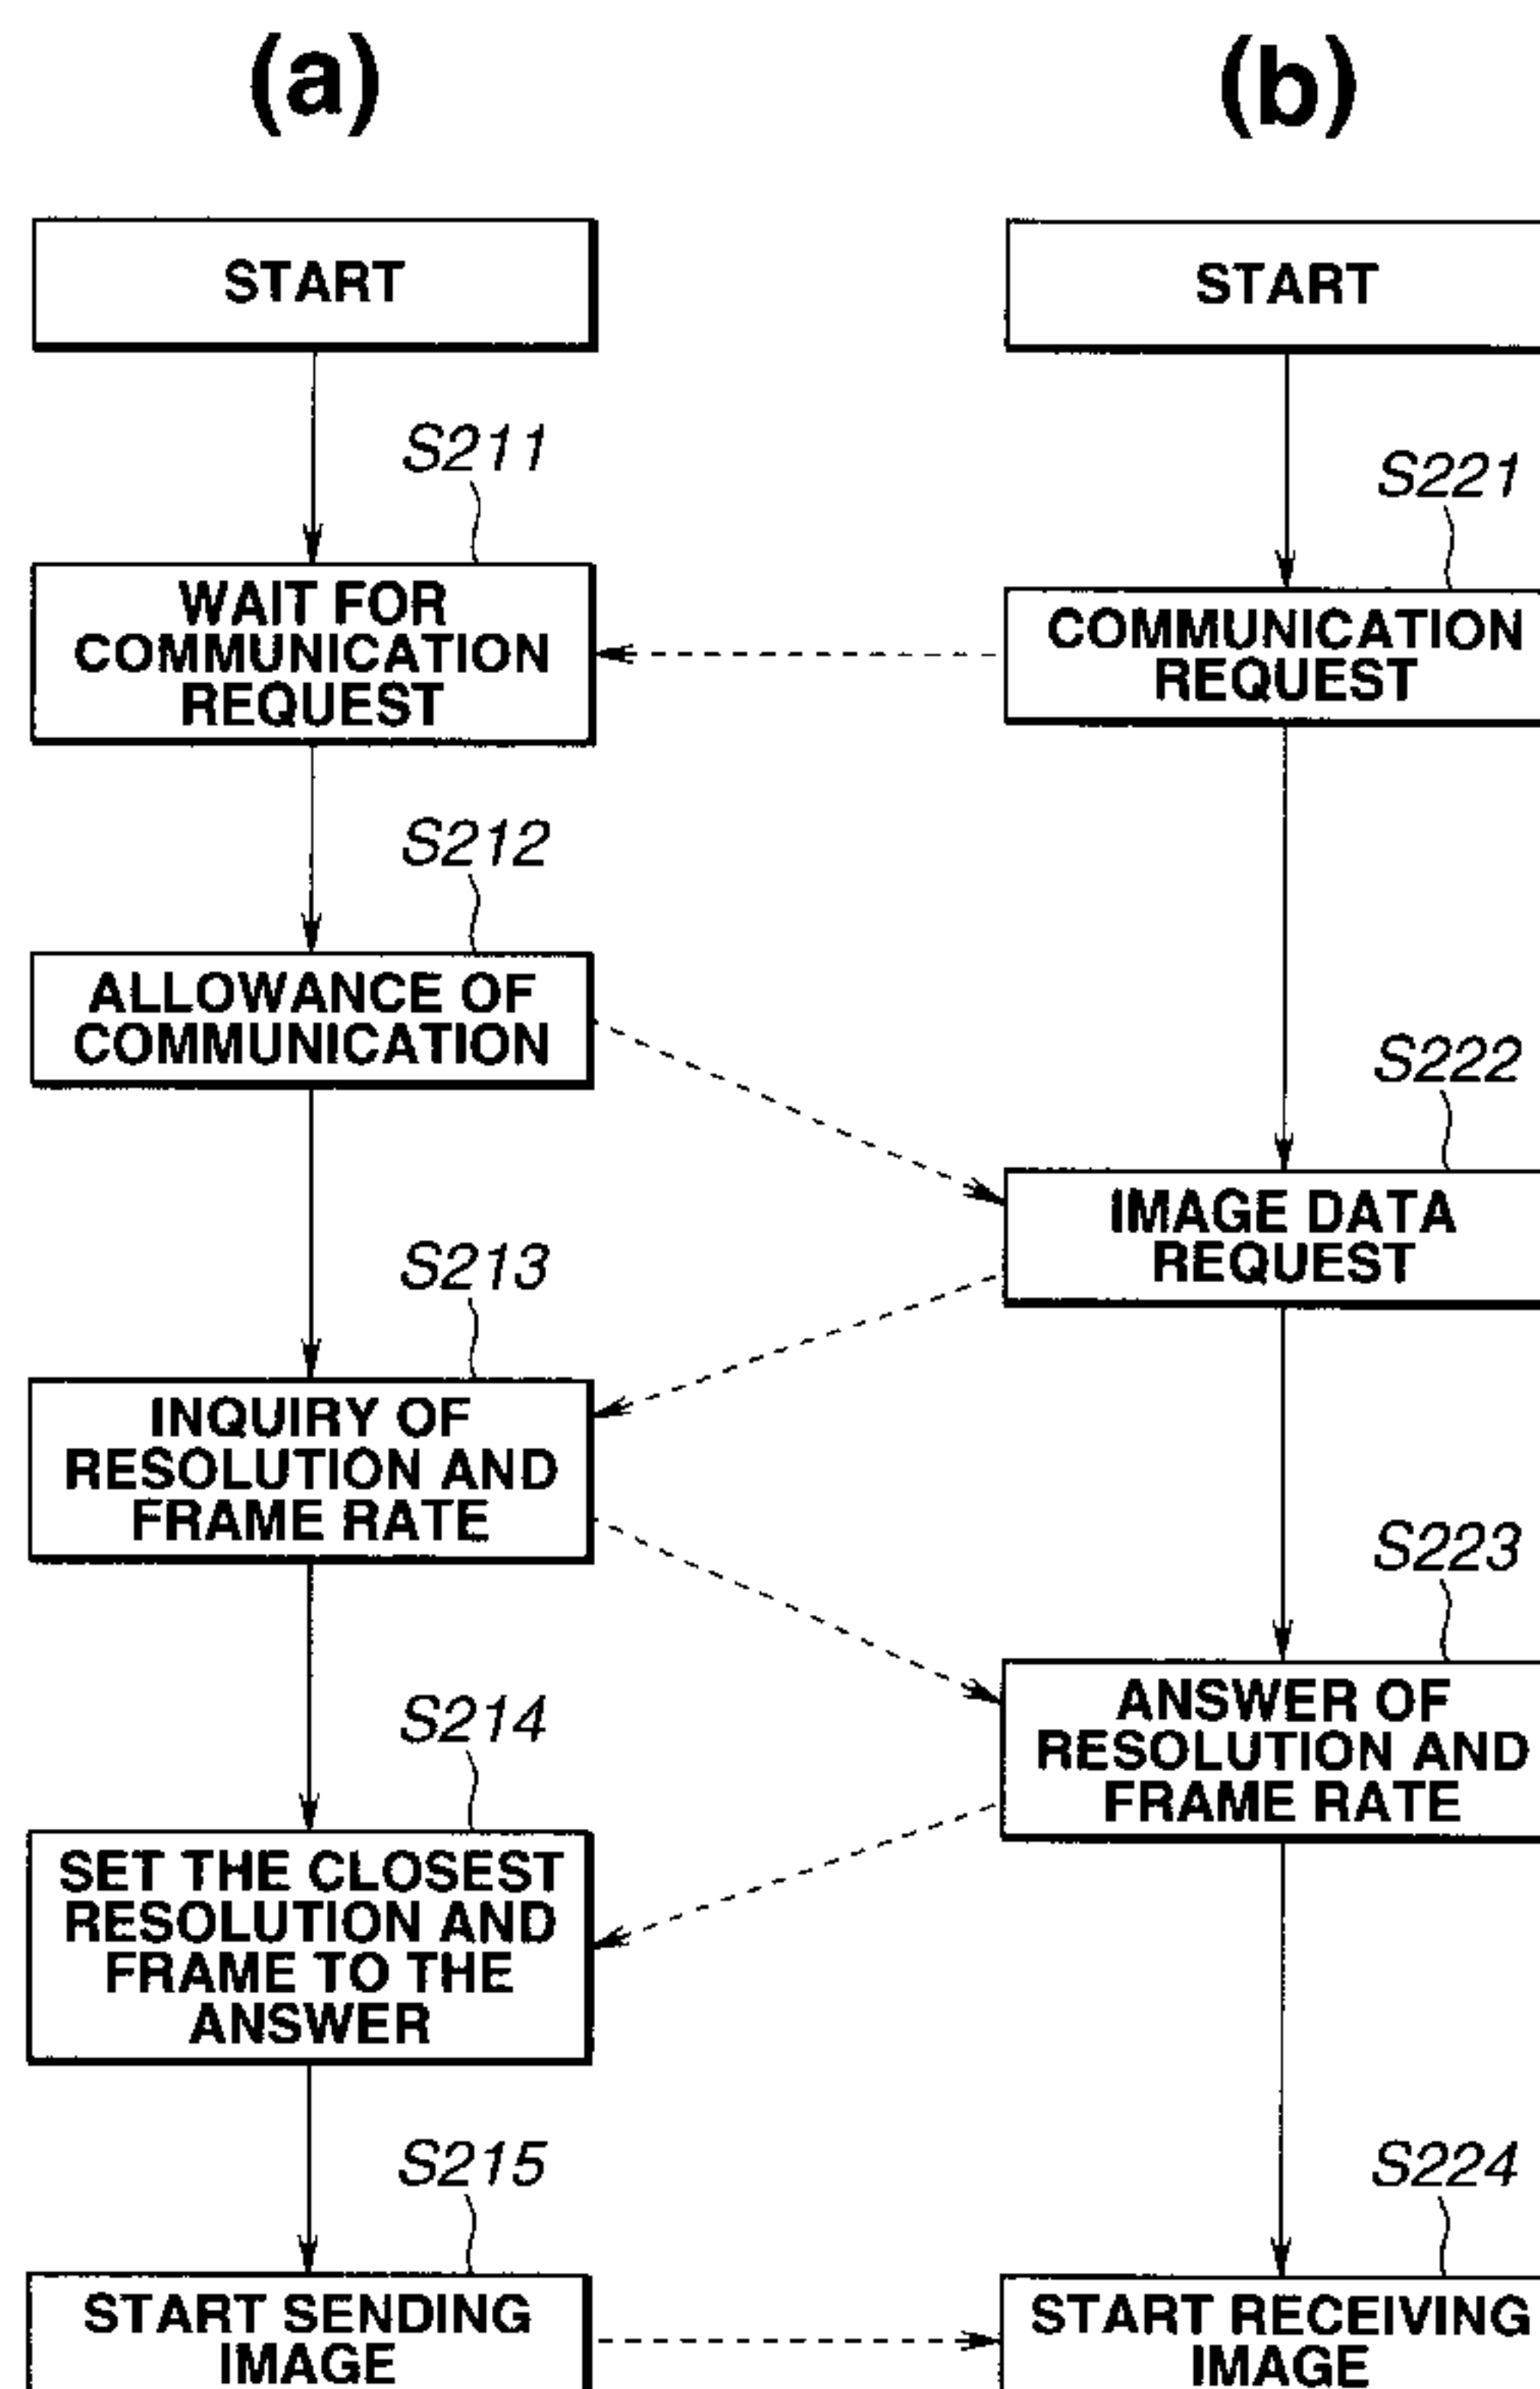 (a)
START
S211
WAIT FOR
COMMUNICATION
REQUEST
S212
ALLOWANCE OF
COMMUNICATION
S213
INQUIRY OF
RESOLUTION AND
FRAME RATE
S214
SET THE CLOSEST
RESOLUTION AND
FRAME TO THE
ANSWER
S215
START SENDING
IMAGE
(b)
START
S221
COMMUNICATION
REQUEST
S222
IMAGE DATA
REQUEST
S223
ANSWER OF
RESOLUTION AND
FRAME RATE
S224
START RECEIVING
IMAGE